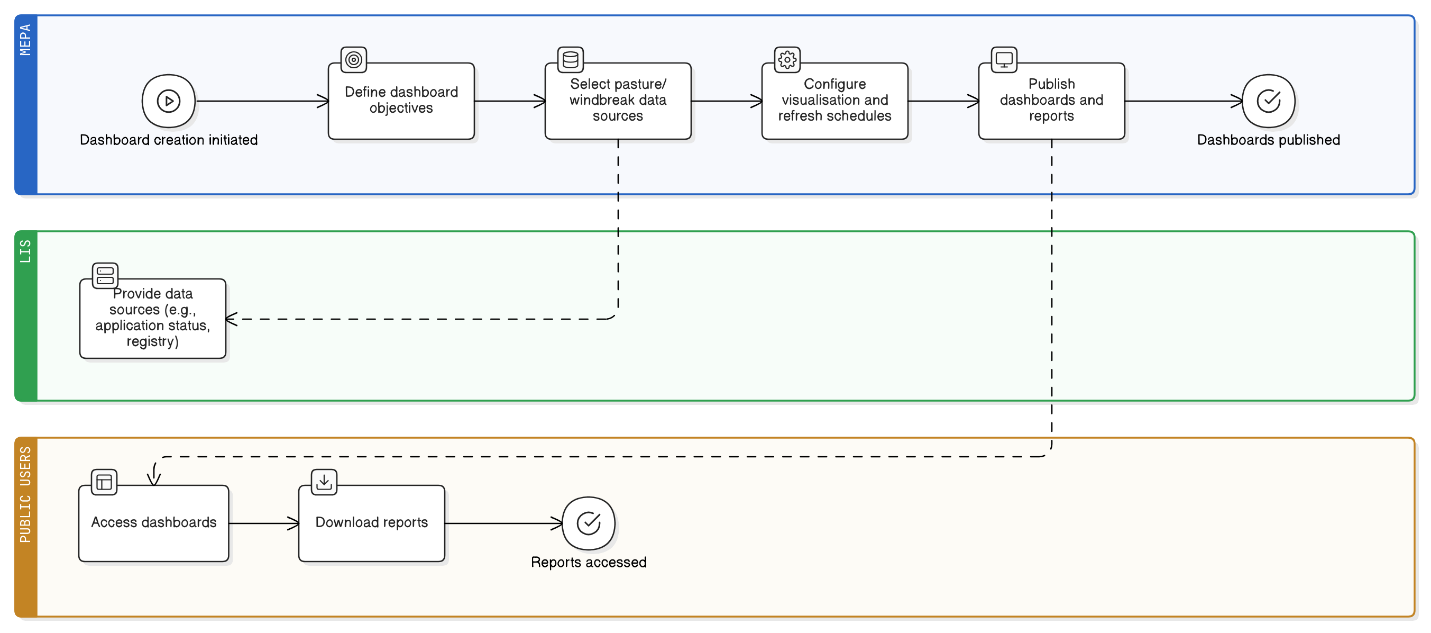 MEPA
Dashboard creation initiated
Define dashboard
objectives
Select pasture/
windbreak data
sources
Configure
visualisation and
refresh schedules
Publish
dashboards and
reports
Dashboards published
LIS
Provide data
sources (e.g.,
application status,
registry)
PUBLIC USERS
Access dashboards
Download reports
Reports accessed